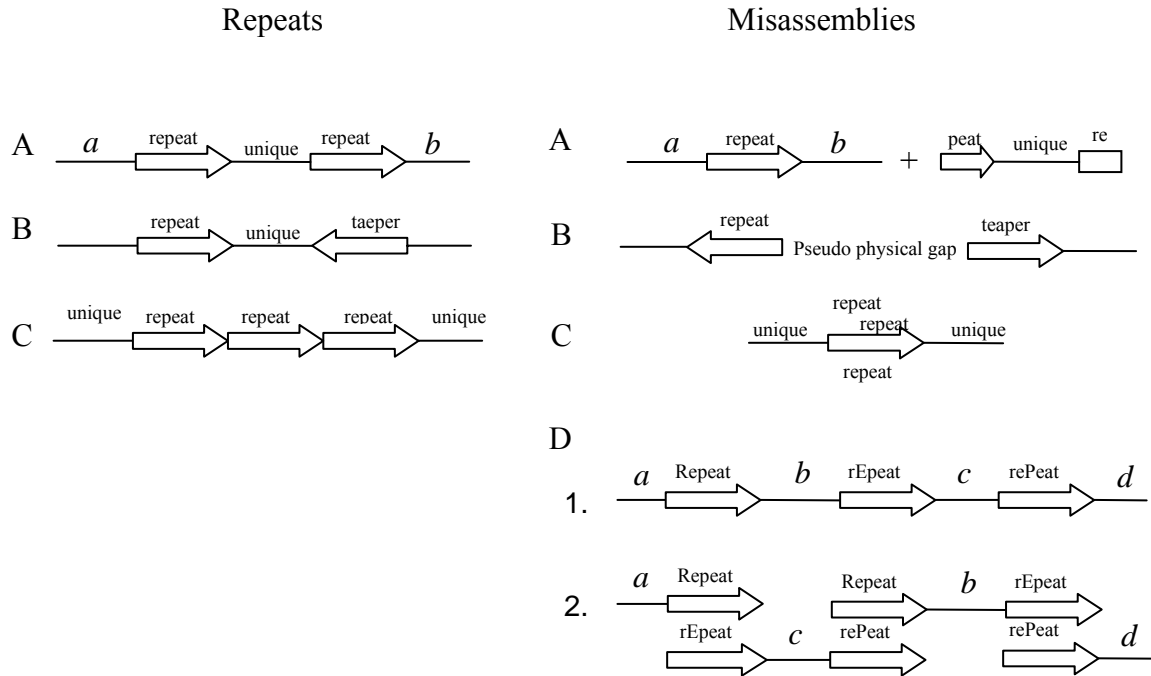 Repeats
Misassemblies
A
a repeat unique repeat b
B
repeat unique taeper
C
unique repeat repeat repeat unique
A
a repeat b + peat unique re
B
repeat Pseudo physical gap teaper
C
repeat
unique repeat unique
repeat
D
1. a Repeat b rEpeat c rePeat d
2. a Repeat Repeat b rEpeat
rEpeat c rePeat rePeat d